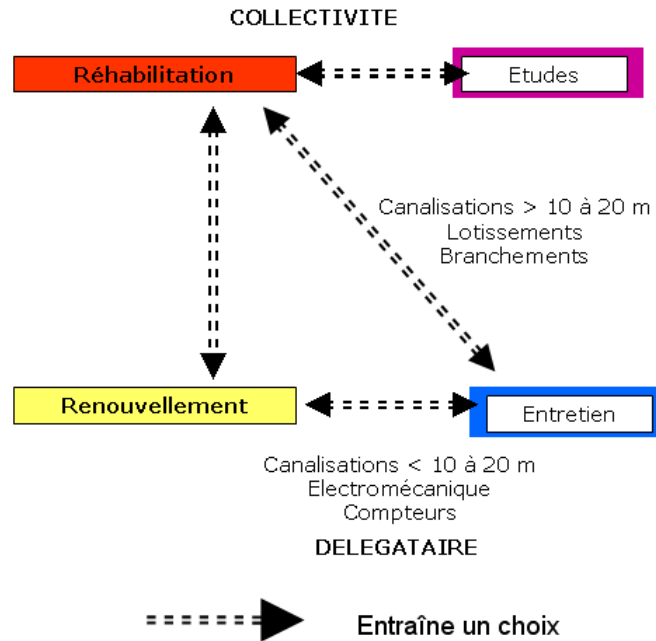 COLLECTIVITE
Réhabilitation
Etudes
Canalisations > 10 à 20 m
Lotissements
Branchements
Renouvellement
Entretien
Canalisations < 10 à 20 m
Electromécanique
Compteurs
DELEGATAIRE
Entraîne un choix